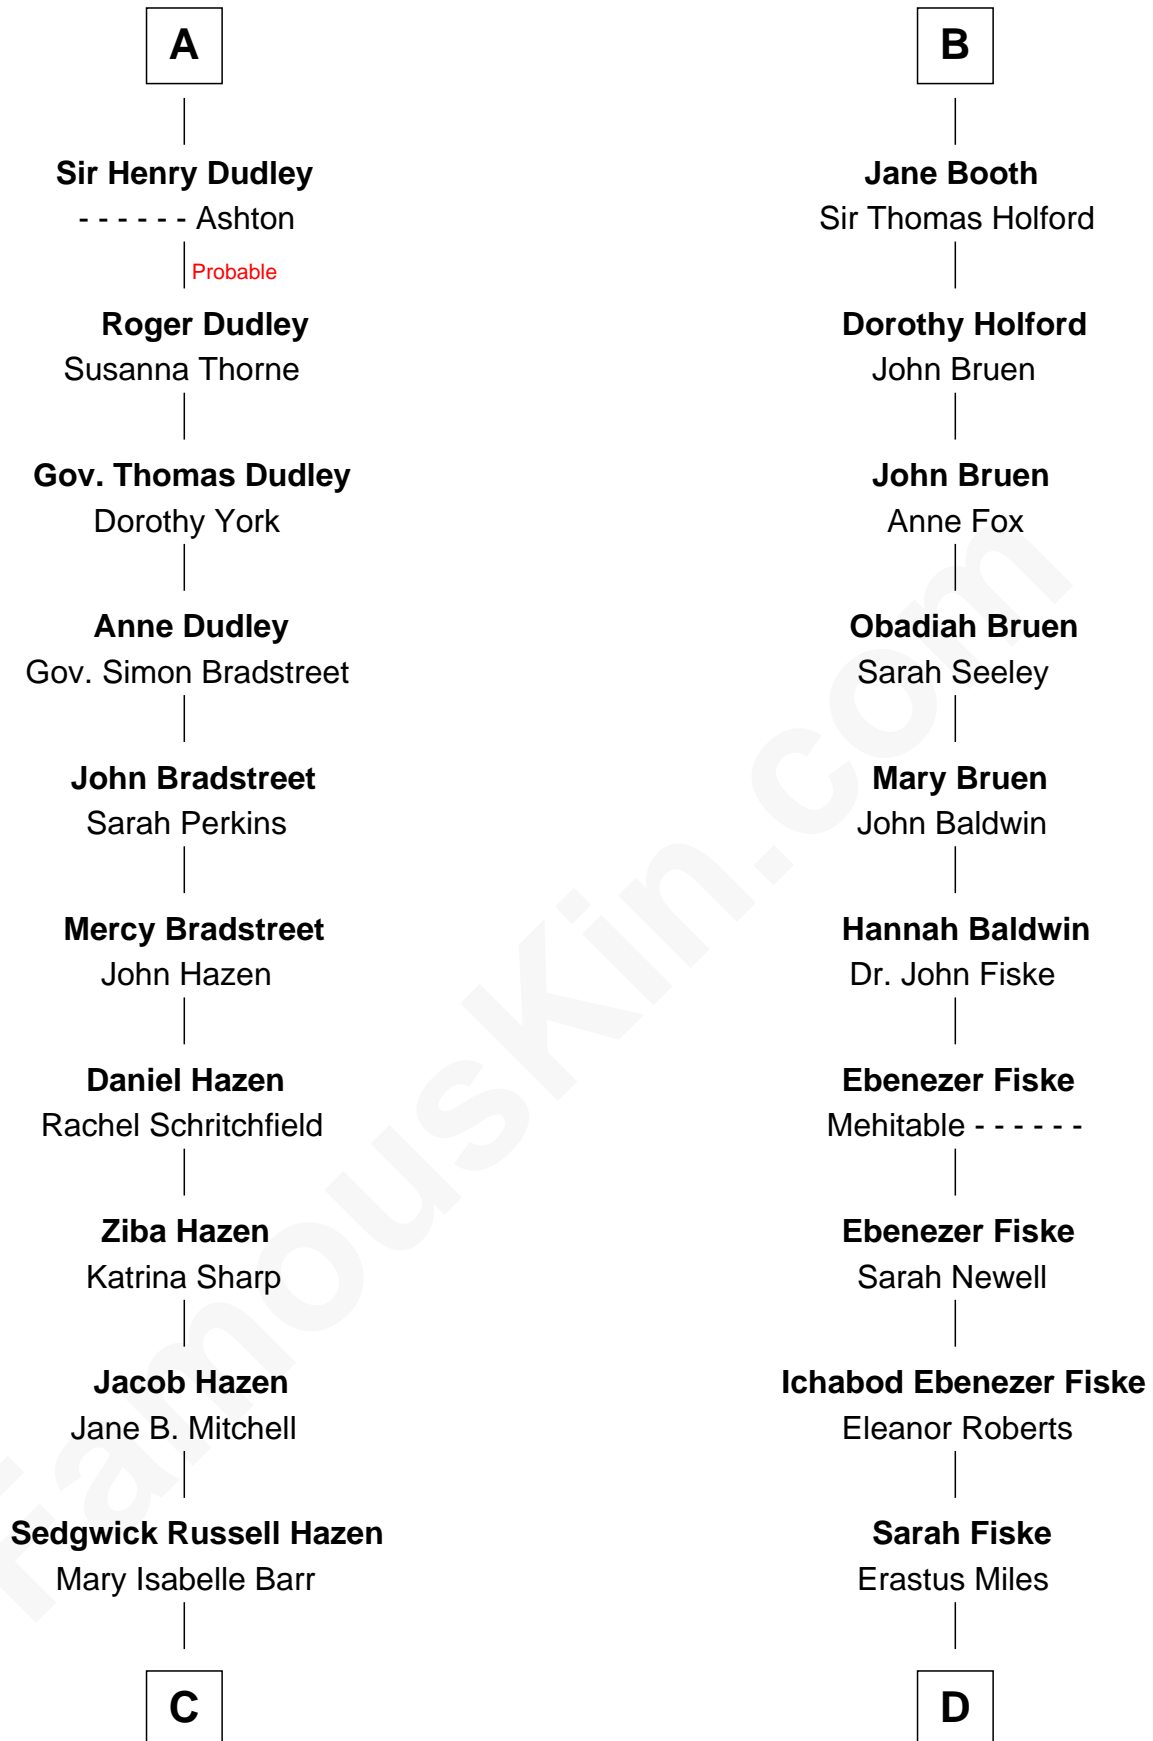 A
Sir Henry Dudley
- - - - - - Ashton
Probable
Roger Dudley
Susanna Thorne
Gov. Thomas Dudley
Dorothy York
Anne Dudley
Gov. Simon Bradstreet
John Bradstreet
Sarah Perkins
Mercy Bradstreet
John Hazen
Daniel Hazen
Rachel Schritchfield
Ziba Hazen
Katrina Sharp
Jacob Hazen
Jane B. Mitchell
Sedgwick Russell Hazen
Mary Isabelle Barr
C
B
Jane Booth
Sir Thomas Holford
Dorothy Holford
John Bruen
John Bruen
Anne Fox
Obadiah Bruen
Sarah Seeley
Mary Bruen
John Baldwin
Hannah Baldwin
Dr. John Fiske
Ebenezer Fiske
Mehitable - - - - - -
Ebenezer Fiske
Sarah Newell
Ichabod Ebenezer Fiske
Eleanor Roberts
Sarah Fiske
Erastus Miles
D
FamousKin.com